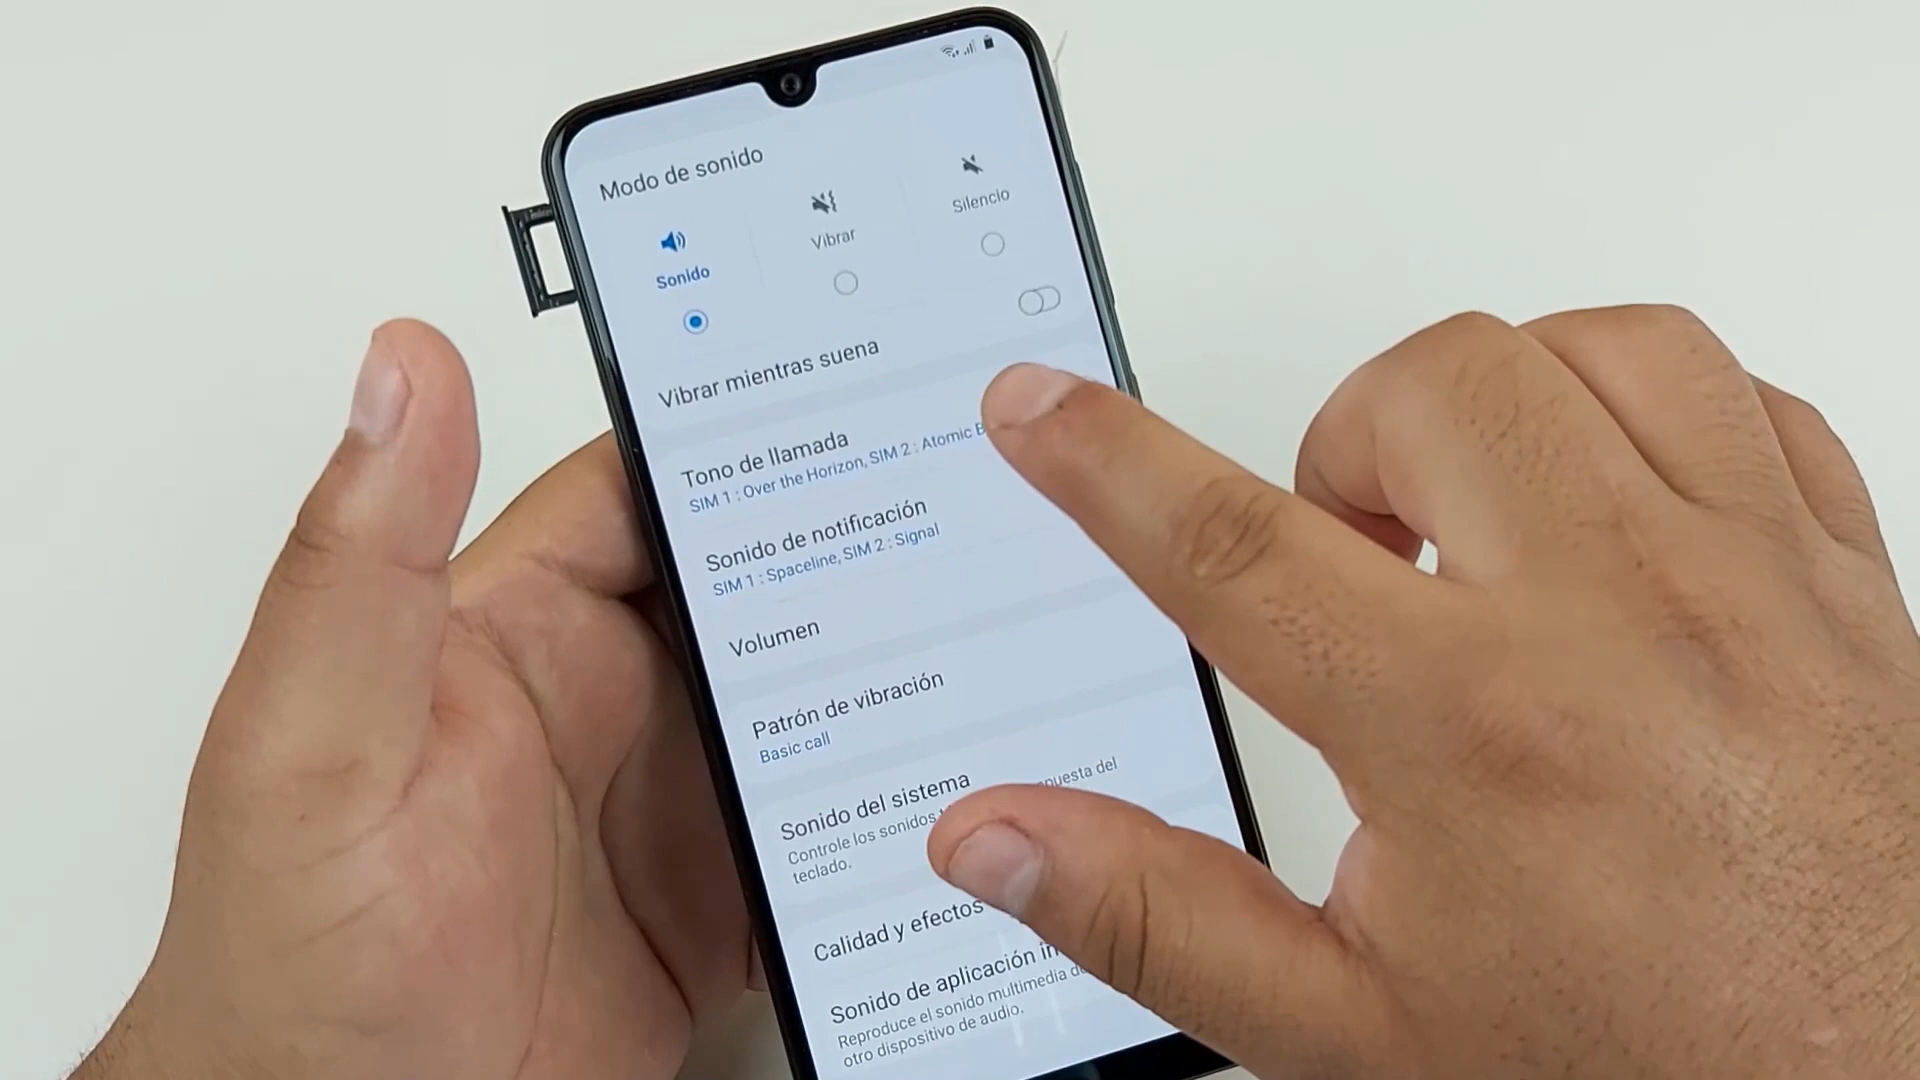 Modo de sonido
Sonido
Vibrar
Silencio
Vibrar mientras suena
Tono de llamada
SIM 1 : Over the Horizon, SIM 2 : Atomic B
Sonido de notificación
SIM 1 : Spaceline, SIM 2 : Signal
Volumen
Patrón de vibración
Basic call
Sonido del sistema
Controle los sonidos t puesta del
teclado.
Calidad y efectos
Sonido de aplicación in
Reproduce el sonido multimedia de
otro dispositivo de audio.